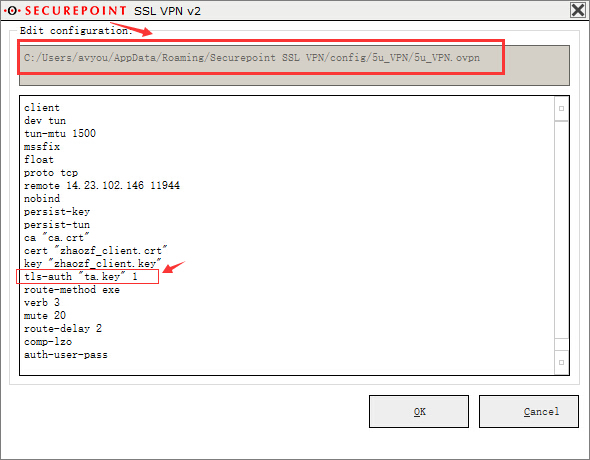 SECUREPOINT SSL VPN v2
Edit configuration:
C:/Users/avyou/AppData/Roaming/Securepoint SSL VPN/config/5u_VPN/5u_VPN.ovpn
client
dev tun
tun-mtu 1500
mssfix
float
proto tcp
remote 14.23.102.146 11944
nobind
persist-key
persist-tun
ca "ca.crt"
cert "zhaozf_client.crt"
key "zhaozf_client.key"
tls-auth "ta.key" 1
route-method exe
verb 3
mute 20
route-delay 2
comp-lzo
auth-user-pass
OK
Cancel